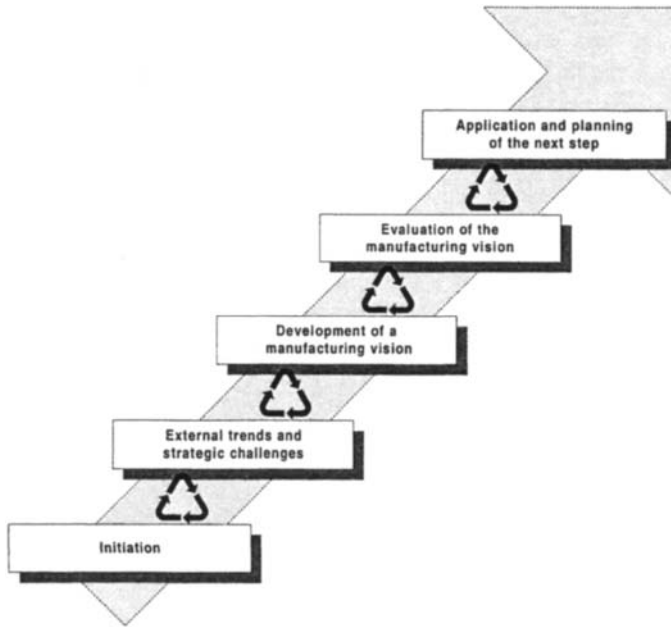 Application and planning
of the next step
Evaluation of the
manufacturing vision
Development of a
manufacturing vision
External trends and
strategic challenges
Initiation